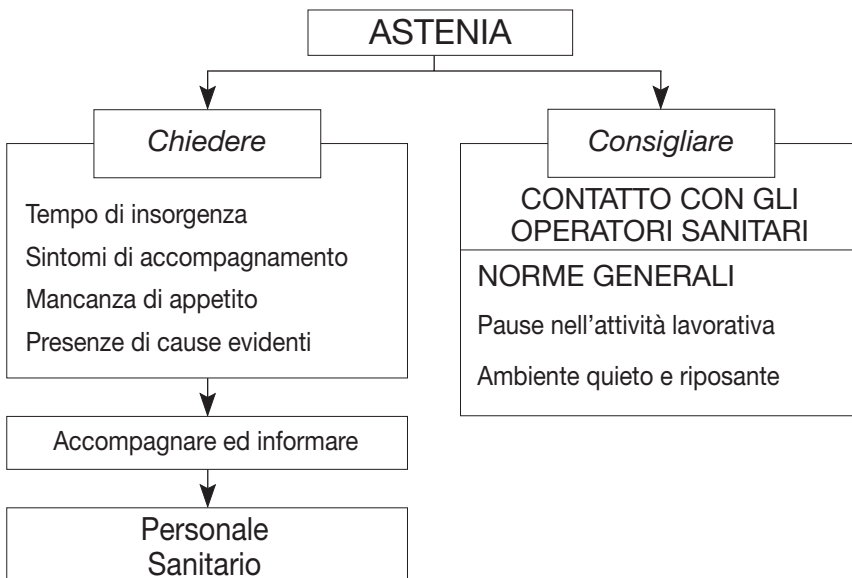 ASTENIA
Chiedere
Tempo di insorgenza
Sintomi di accompagnamento
Mancanza di appetito
Presenze di cause evidenti
Accompagnare ed informare
Personale
Sanitario
Consigliare
CONTATTO CON GLI
OPERATORI SANITARI
NORME GENERALI
Pause nell'attività lavorativa
Ambiente quieto e riposante